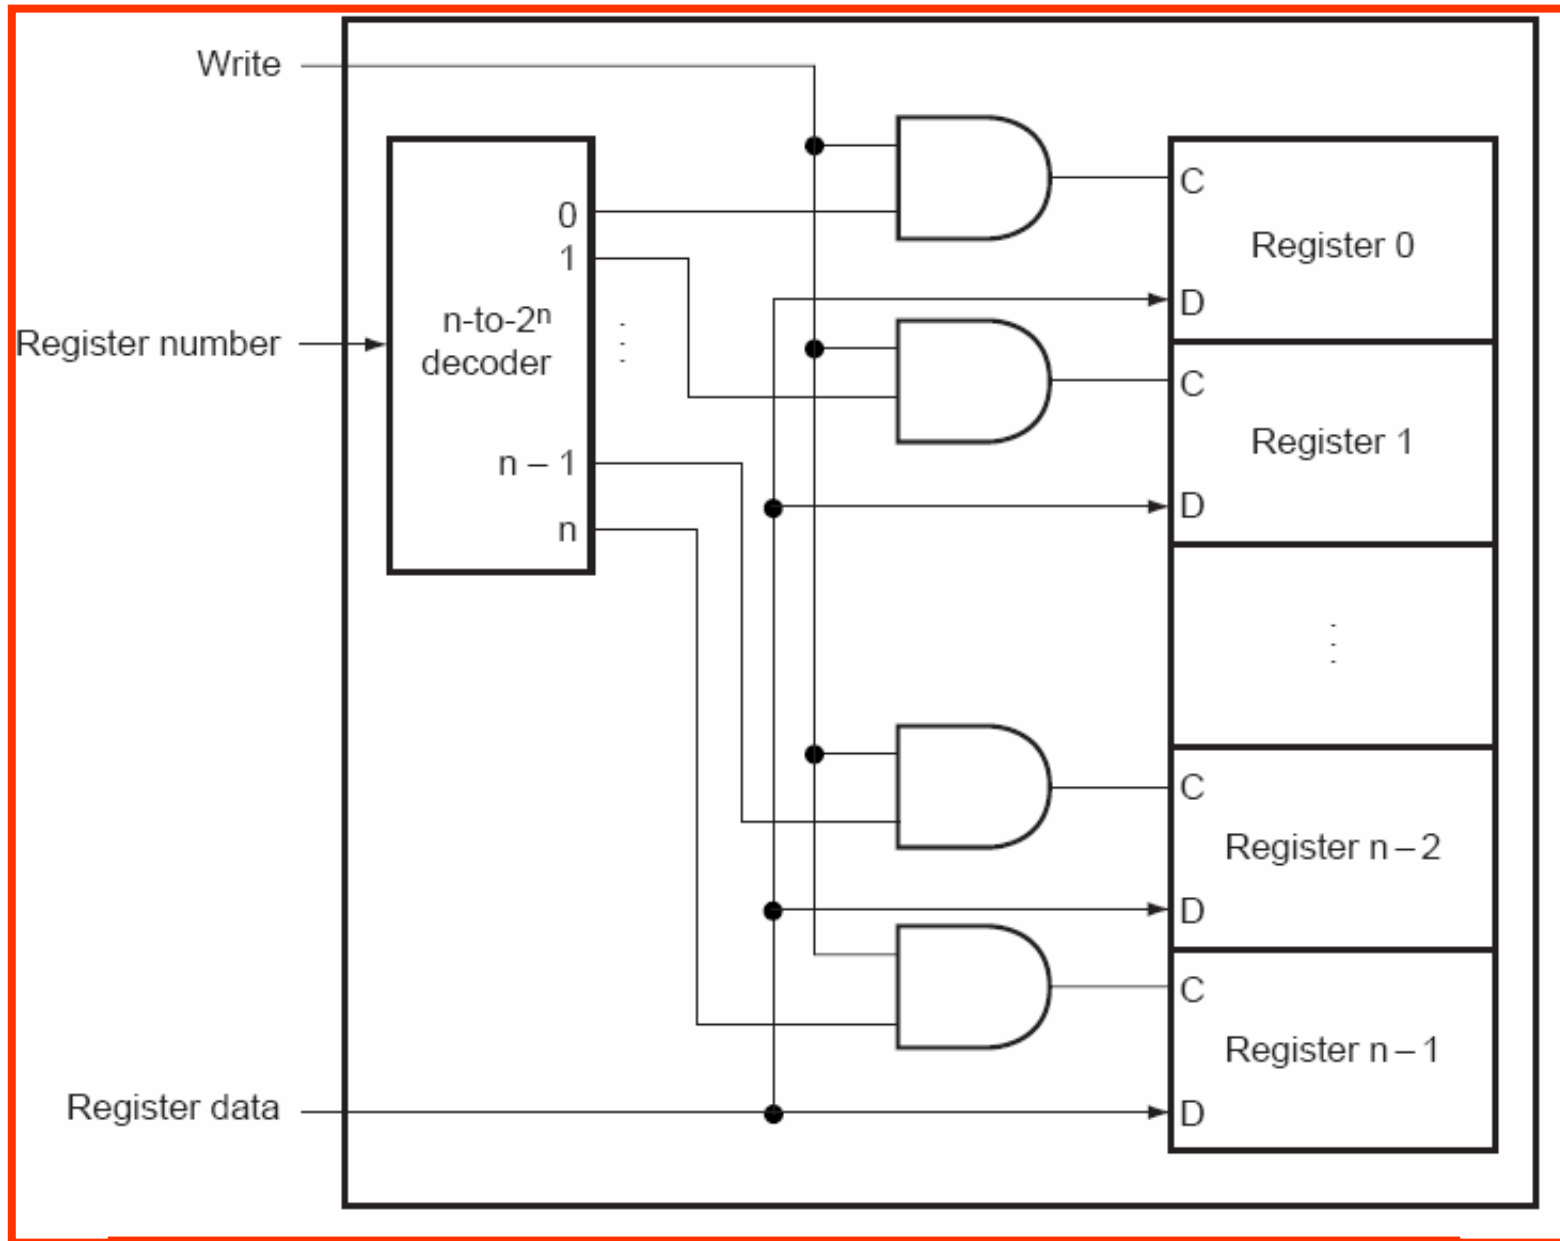 Write
0
1
n-to-2ⁿ
decoder
n – 1
n
Register number
Register data
C
Register 0
D
C
Register 1
D
C
Register n – 2
D
C
Register n – 1
D